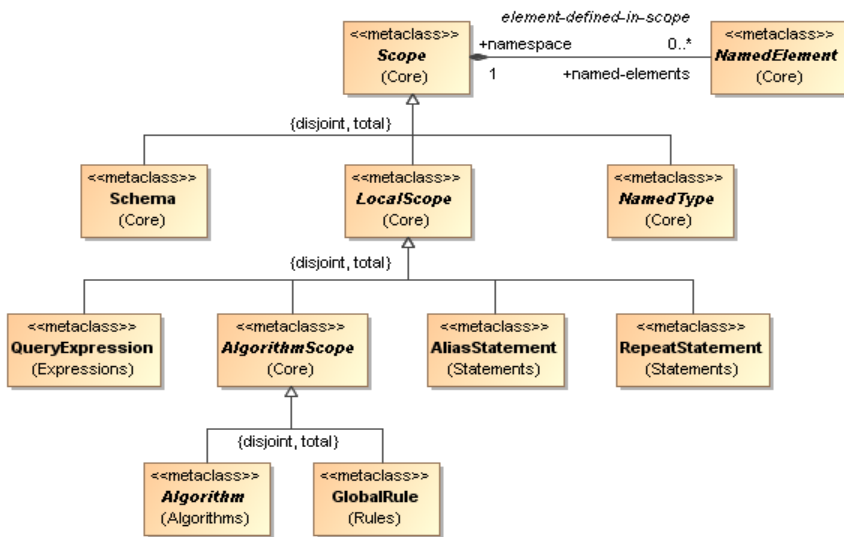 element-defined-in-scope
<<metaclass>>
Scope
(Core)
+namespace
0..*
1
+named-elements
<<metaclass>>
NamedElement
(Core)
{disjoint, total}
<<metaclass>>
Schema
(Core)
<<metaclass>>
LocalScope
(Core)
<<metaclass>>
NamedType
(Core)
{disjoint, total}
<<metaclass>>
QueryExpression
(Expressions)
<<metaclass>>
AlgorithmScope
(Core)
<<metaclass>>
AliasStatement
(Statements)
<<metaclass>>
RepeatStatement
(Statements)
{disjoint, total}
<<metaclass>>
Algorithm
(Algorithms)
<<metaclass>>
GlobalRule
(Rules)